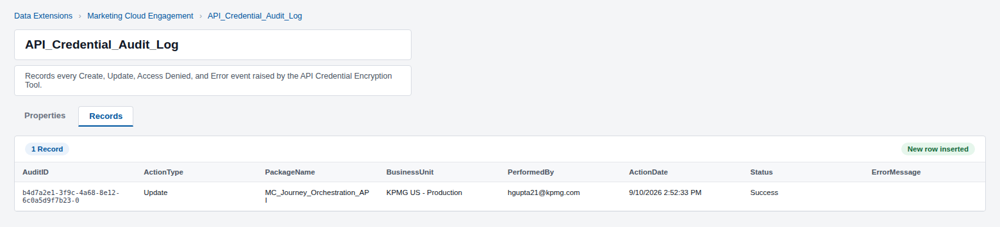 Data Extensions › Marketing Cloud Engagement › API_Credential_Audit_Log
API_Credential_Audit_Log
Records every Create, Update, Access Denied, and Error event raised by the API Credential Encryption
Tool.
Properties Records
1 Record New row inserted
AuditID ActionType PackageName BusinessUnit PerformedBy ActionDate Status ErrorMessage
b4d7a2e1-3f9c-4a68-8e12- Update MC_Journey_Orchestration_AP KPMG US - Production hgupta21@kpmg.com 9/10/2026 2:52:33 PM Success
6c0a5d9f7b23-0 I